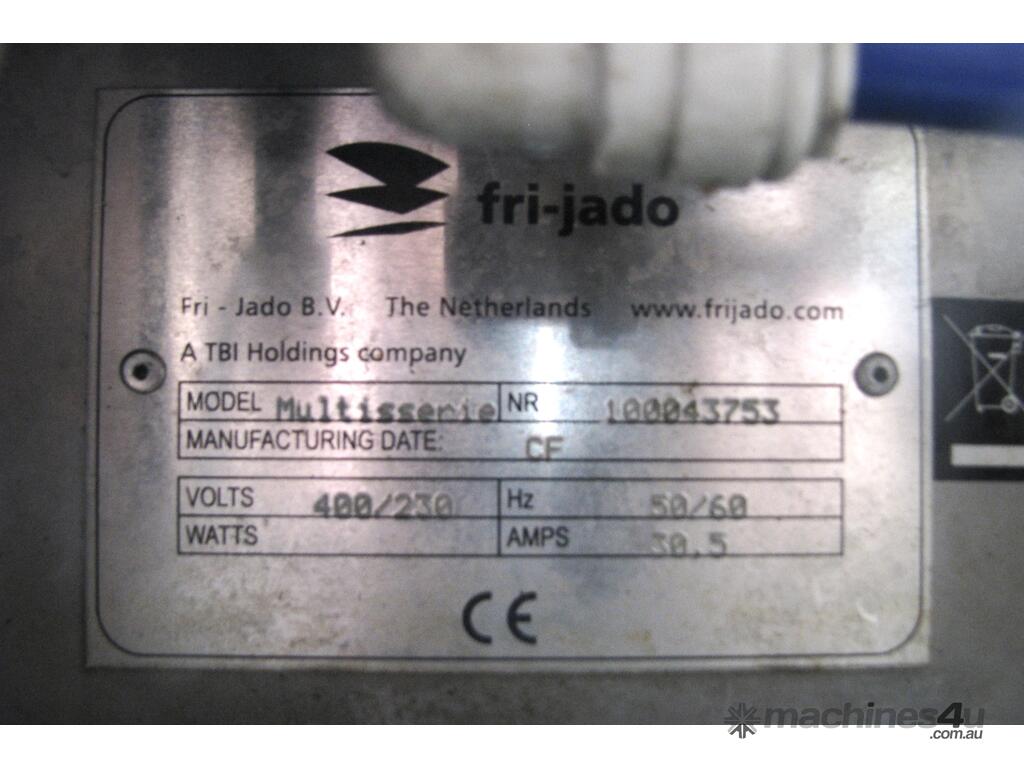 fri-jado
Fri - Jado B.V. The Netherlands www.frijado.com
A TBI Holdings company
MODEL Multisserie NR 100043753
MANUFACTURING DATE: CF
VOLTS 400/230 Hz 50/60
WATTS AMPS 30,5
CE
machines4u
.com.au